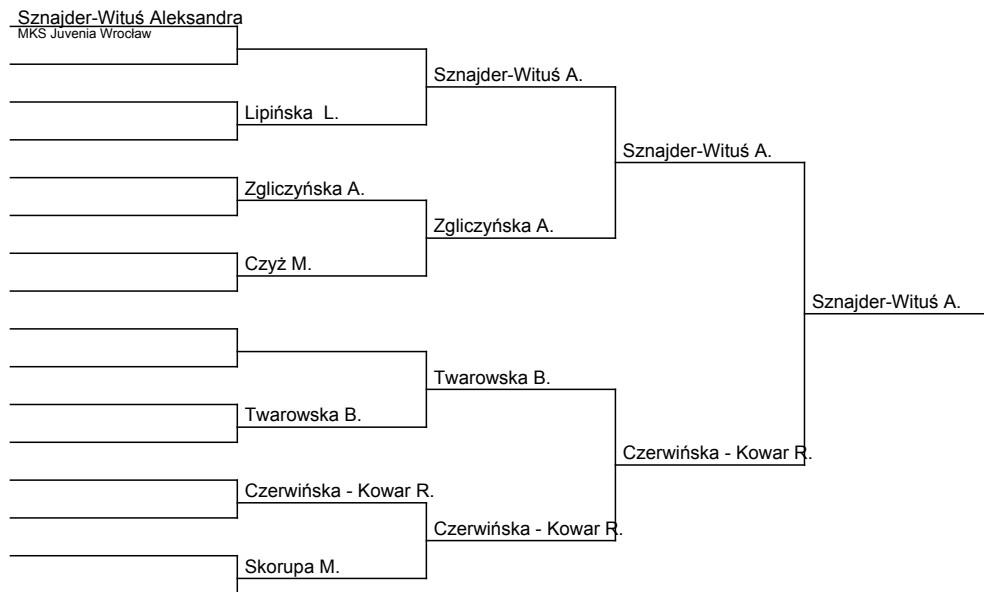 Sznajder-Wituś Aleksandra
MKS Juvenia Wrocław
Sznajder-Wituś A.
Lipińska L.
Sznajder-Wituś A.
Zgliczyńska A.
Zgliczyńska A.
Czyż M.
Sznajder-Wituś A.
Twarowska B.
Twarowska B.
Czerwińska - Kowar R.
Czerwińska - Kowar R.
Czerwińska - Kowar R.
Skorupa M.